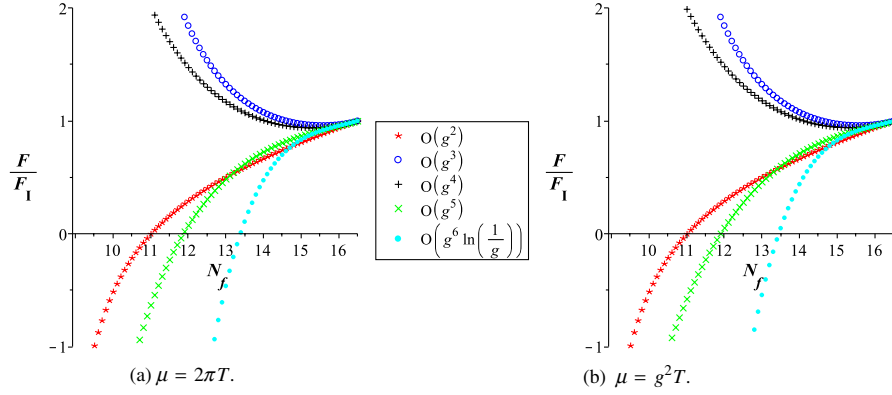 2
1
F
F_I
0
10 11 12 13 14 15 16
N_f
−1
(a) μ = 2πT.
O(g^2)
O(g^3)
O(g^4)
O(g^5)
O(g^6 ln(1/g))
2
1
F
F_I
0
10 11 12 13 14 15 16
N_f
−1
(b) μ = g^2T.